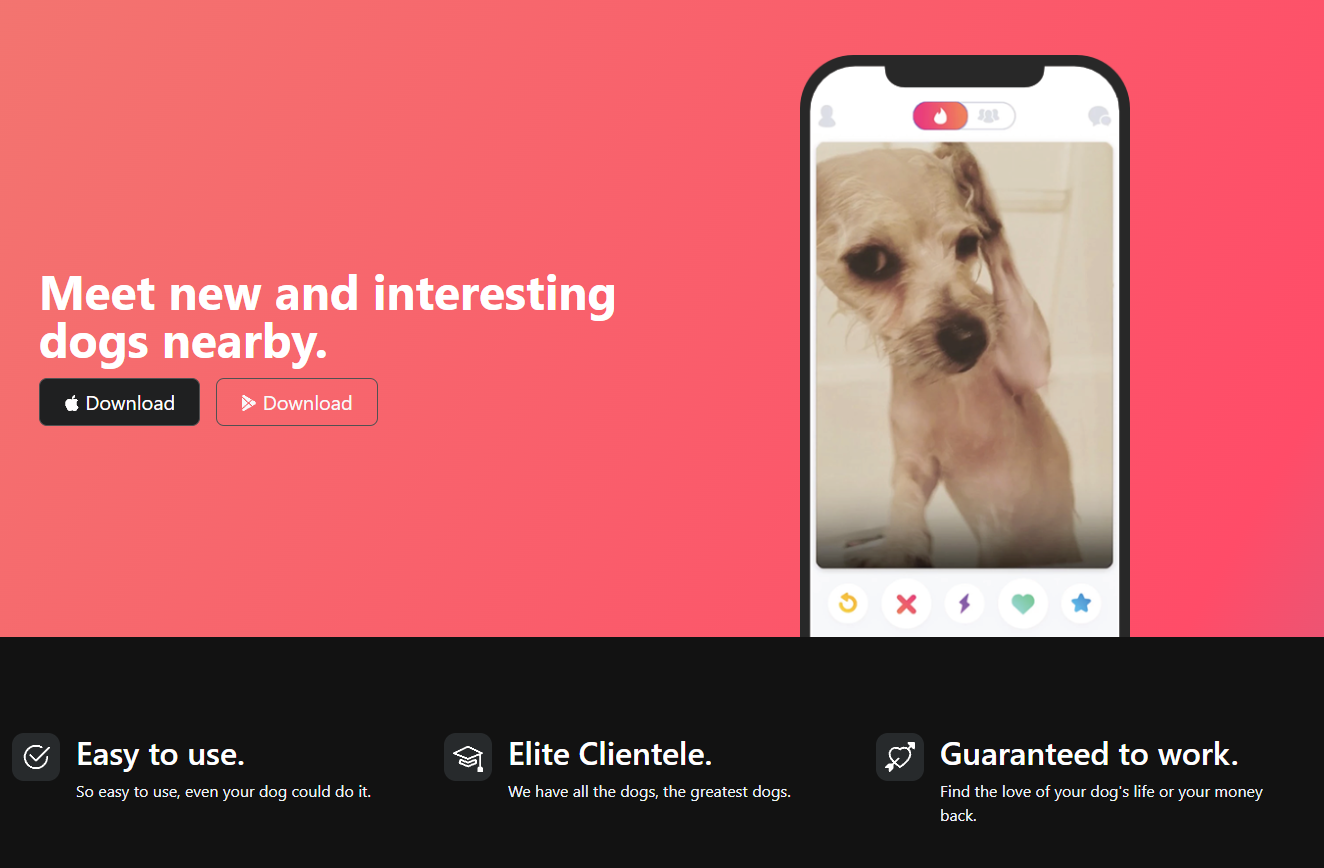 Meet new and interesting
dogs nearby.
Download
Download
Easy to use.
So easy to use, even your dog could do it.
Elite Clientele.
We have all the dogs, the greatest dogs.
Guaranteed to work.
Find the love of your dog's life or your money
back.